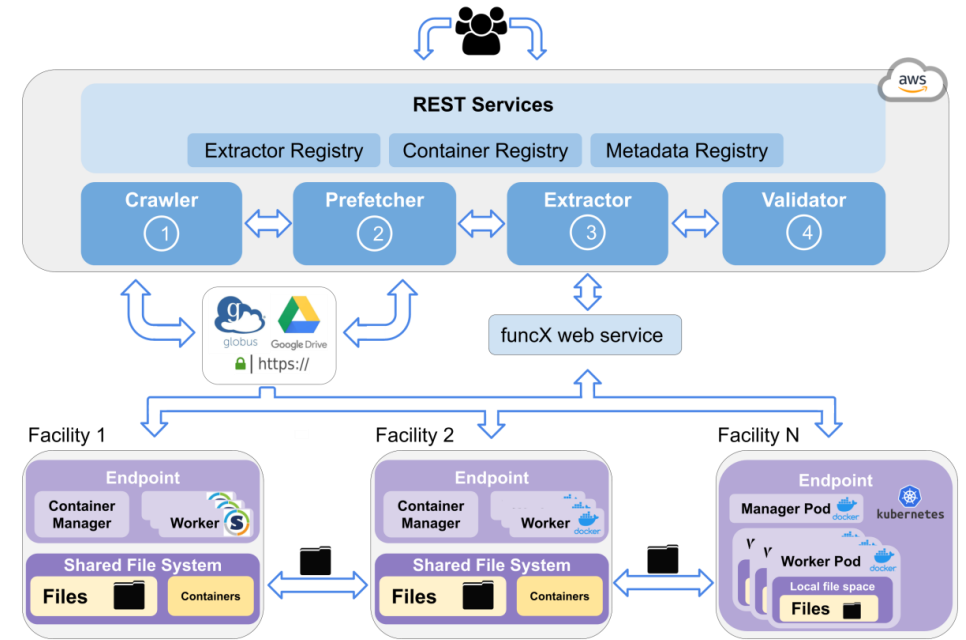 aws
REST Services
Extractor Registry
Container Registry
Metadata Registry
Crawler
1
Prefetcher
2
Extractor
3
Validator
4
g
globus
Google Drive
https://
funcX web service
Facility 1
Facility 2
Facility N
Endpoint
Container
Manager
Worker
S
Shared File System
Files
Containers
Endpoint
Container
Manager
Worker
docker
Shared File System
Files
Containers
Endpoint
Manager Pod
docker
kubernetes
Worker Pod
docker
Local file space
Files